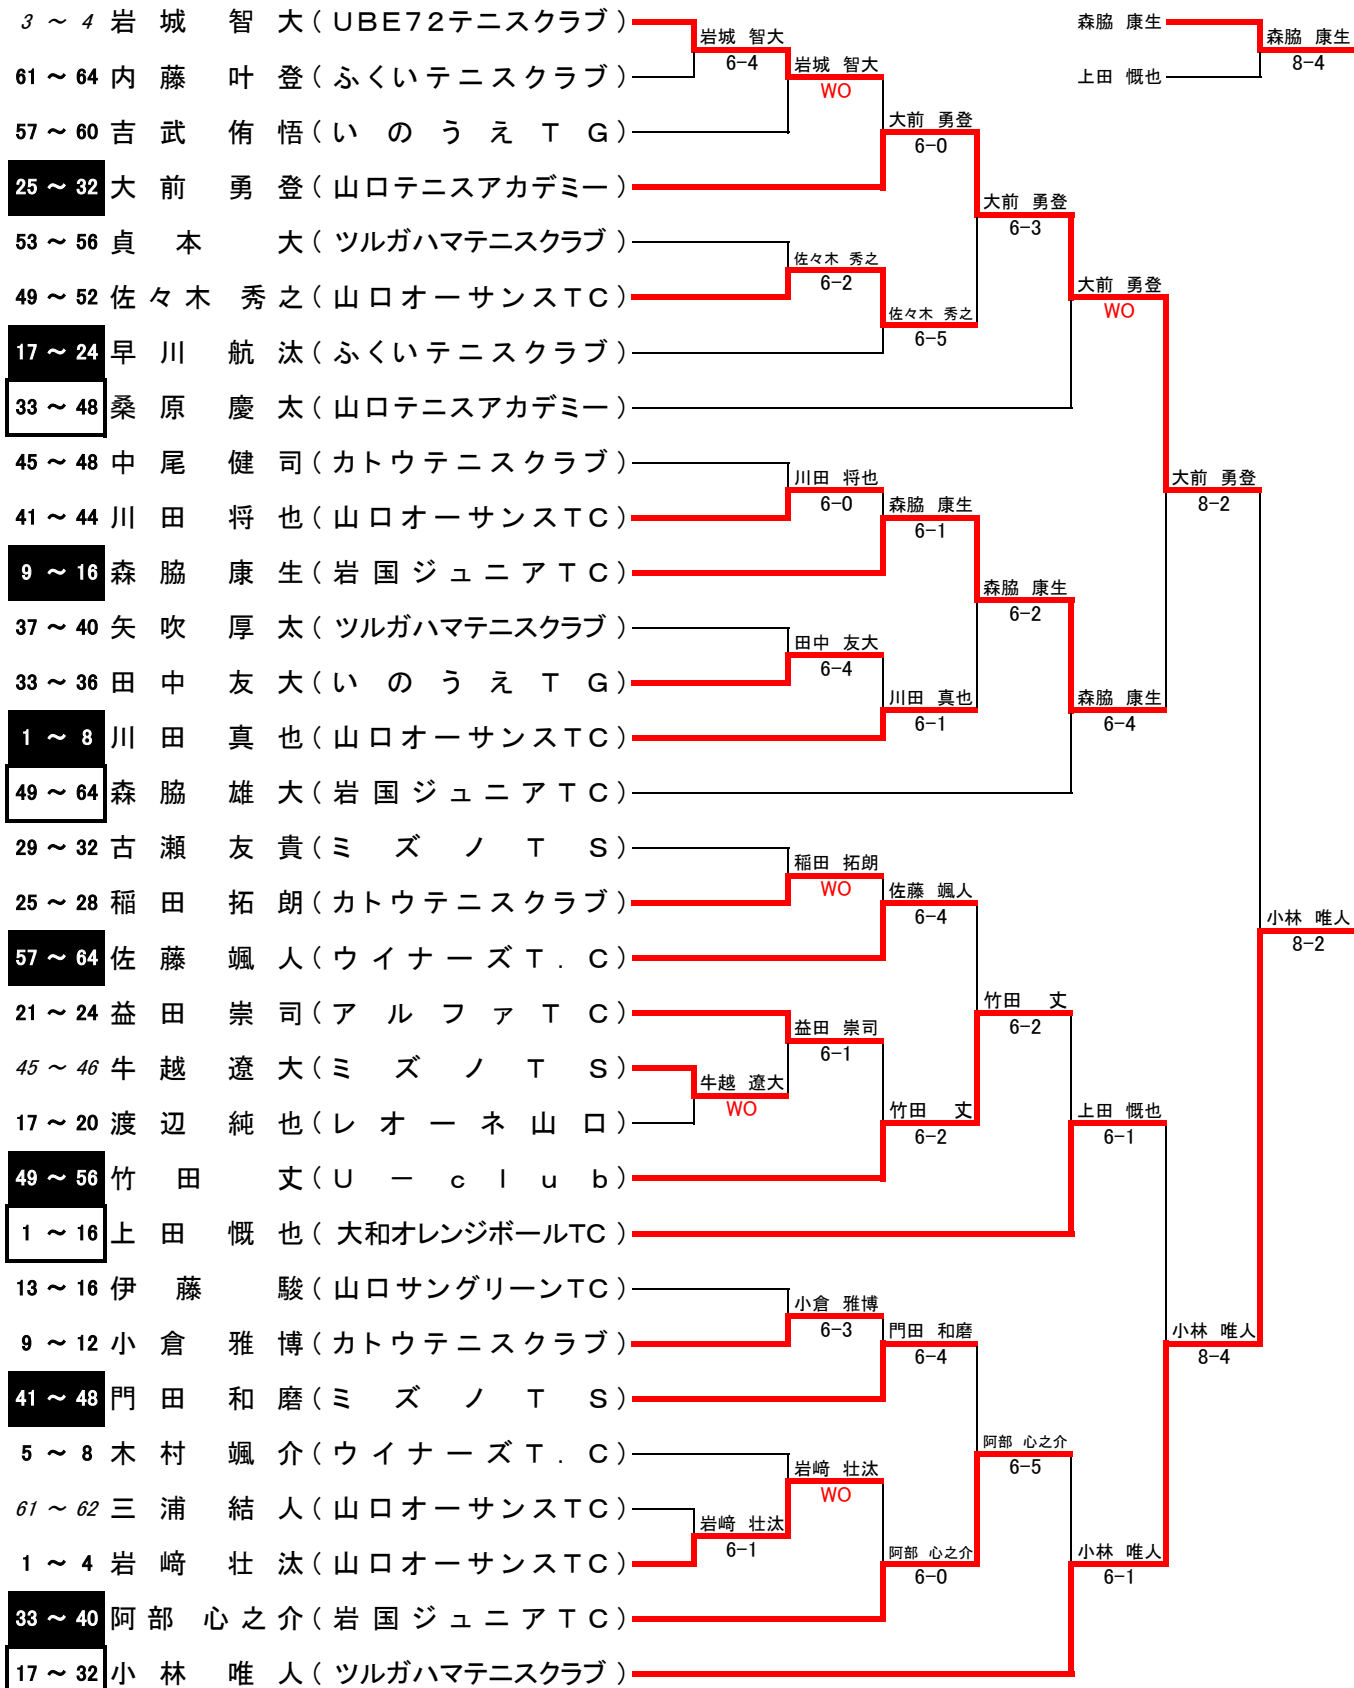 3 ～ 4 岩城 智大 (UBE72テニスクラブ)
61 ～ 64 内藤 叶登 (ふくいテニスクラブ)
57 ～ 60 吉武 侑悟 (いのうえTG)
25 ～ 32 大前 勇登 (山口テニスアカデミー)
53 ～ 56 貞本 大 (ツルガハマテニスクラブ)
49 ～ 52 佐々木 秀之 (山口オーサンスTC)
17 ～ 24 早川 航汰 (ふくいテニスクラブ)
33 ～ 48 桑原 慶太 (山口テニスアカデミー)
45 ～ 48 中尾 健司 (カトウテニスクラブ)
41 ～ 44 川田 将也 (山口オーサンスTC)
9 ～ 16 森脇 康生 (岩国ジュニアTC)
37 ～ 40 矢吹 厚太 (ツルガハマテニスクラブ)
33 ～ 36 田中 友大 (いのうえTG)
1 ～ 8 川田 真也 (山口オーサンスTC)
49 ～ 64 森脇 雄大 (岩国ジュニアTC)
29 ～ 32 古瀬 友貴 (ミズノTS)
25 ～ 28 稲田 拓朗 (カトウテニスクラブ)
57 ～ 64 佐藤 颯人 (ウイナーズT.C)
21 ～ 24 益田 崇司 (アルファTC)
45 ～ 46 牛越 遼大 (ミズノTS)
17 ～ 20 渡辺 純也 (レオーネ山口)
49 ～ 56 竹田 丈 (U－club)
1 ～ 16 上田 慨也 (大和オレンジボールTC)
13 ～ 16 伊藤 駿 (山口サングリーンTC)
9 ～ 12 小倉 雅博 (カトウテニスクラブ)
41 ～ 48 門田 和磨 (ミズノTS)
5 ～ 8 木村 颯介 (ウイナーズT.C)
61 ～ 62 三浦 結人 (山口オーサンスTC)
1 ～ 4 岩﨑 壮汰 (山口オーサンスTC)
33 ～ 40 阿部 心之介 (岩国ジュニアTC)
17 ～ 32 小林 唯人 (ツルガハマテニスクラブ)
岩城 智大
6-4
牛越 遼大
WO
岩﨑 壮汰
6-1
岩城 智大
WO
佐々木 秀之
6-2
川田 将也
6-0
田中 友大
6-4
稲田 拓朗
WO
益田 崇司
6-1
小倉 雅博
6-3
岩﨑 壮汰
WO
大前 勇登
6-0
佐々木 秀之
6-5
森脇 康生
6-1
川田 真也
6-1
佐藤 颯人
6-4
竹田 丈
6-2
門田 和磨
6-4
阿部 心之介
6-0
大前 勇登
6-3
森脇 康生
6-2
竹田 丈
6-2
阿部 心之介
6-5
大前 勇登
WO
森脇 康生
6-4
上田 慨也
6-1
小林 唯人
6-1
大前 勇登
8-2
小林 唯人
8-4
小林 唯人
8-2
森脇 康生
上田 慨也
森脇 康生
8-4